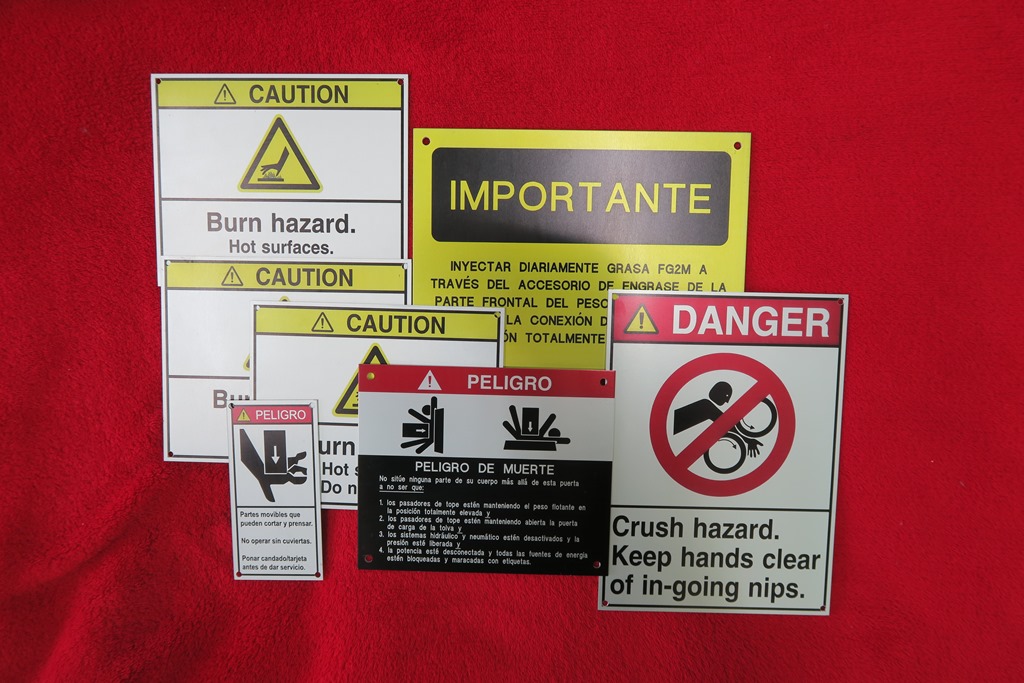 CAUTION
Burn hazard.
Hot surfaces.
CAUTION
CAUTION
IMPORTANTE
INYECTAR DIARIAMENTE GRASA FG2M A
TRAVÉS DEL ACCESORIO DE ENGRASE DE LA
PARTE FRONTAL DEL PESO
LA CONEXIÓN
TOTALMENTE
DANGER
Crush hazard.
Keep hands clear
of in-going nips.
PELIGRO
PELIGRO DE MUERTE
No sitúe ninguna parte de su cuerpo más allá de esta puerta
a no ser que:
1. los pasadores de tope estén manteniendo el peso flotante en
la posición totalmente elevada y
2. los pasadores de tope estén manteniendo abierta la puerta
de carga de la tolva y
3. los sistemas hidráulico y neumático estén desactivados y la
presión esté liberada y
4. la potencia esté desconectada y todas las fuentes de energía
estén bloqueadas y maracadas con etiquetas.
PELIGRO
Partes movibles que
pueden cortar y prensar.
No operar sin cuviertas.
Ponar candado/tarjeta
antes de dar servicio.
Hot
Do